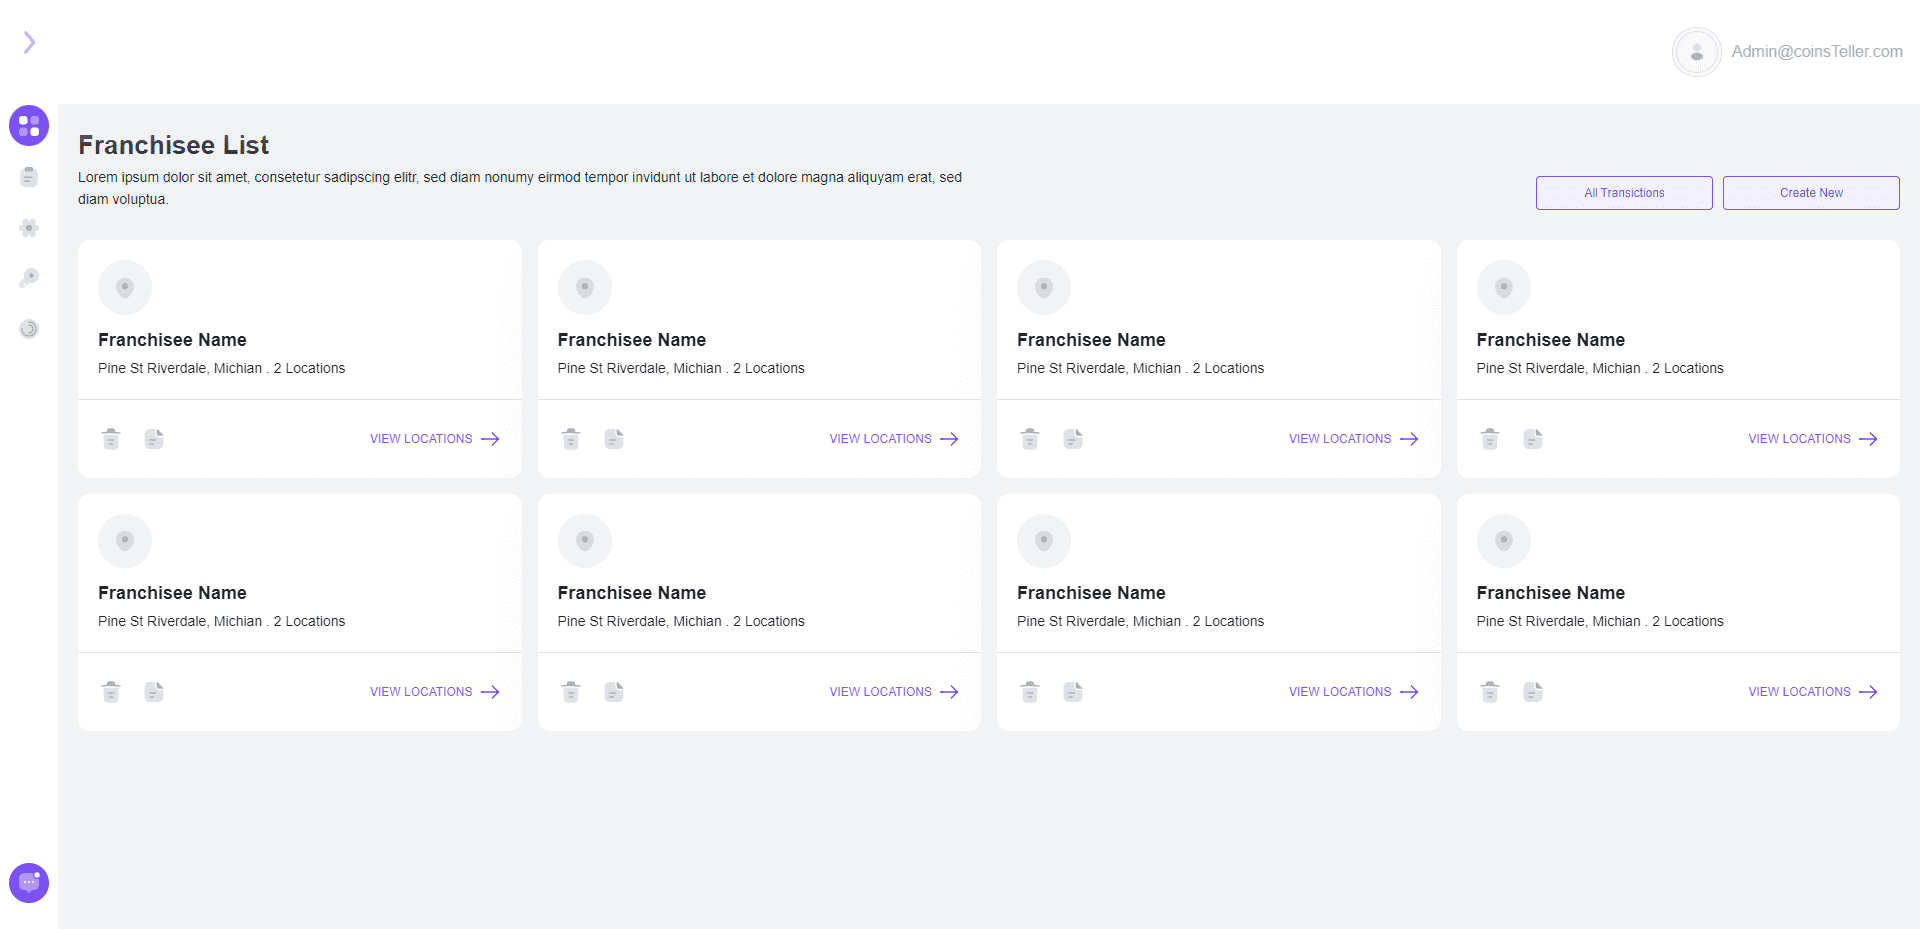 Admin@coinsTeller.com
Franchisee List
Lorem ipsum dolor sit amet, consetetur sadipscing elitr, sed diam nonumy eirmod tempor invidunt ut labore et dolore magna aliquyam erat, sed
diam voluptua.
All Transictions
Create New
Franchisee Name
Pine St Riverdale, Michian . 2 Locations
VIEW LOCATIONS
Franchisee Name
Pine St Riverdale, Michian . 2 Locations
VIEW LOCATIONS
Franchisee Name
Pine St Riverdale, Michian . 2 Locations
VIEW LOCATIONS
Franchisee Name
Pine St Riverdale, Michian . 2 Locations
VIEW LOCATIONS
Franchisee Name
Pine St Riverdale, Michian . 2 Locations
VIEW LOCATIONS
Franchisee Name
Pine St Riverdale, Michian . 2 Locations
VIEW LOCATIONS
Franchisee Name
Pine St Riverdale, Michian . 2 Locations
VIEW LOCATIONS
Franchisee Name
Pine St Riverdale, Michian . 2 Locations
VIEW LOCATIONS